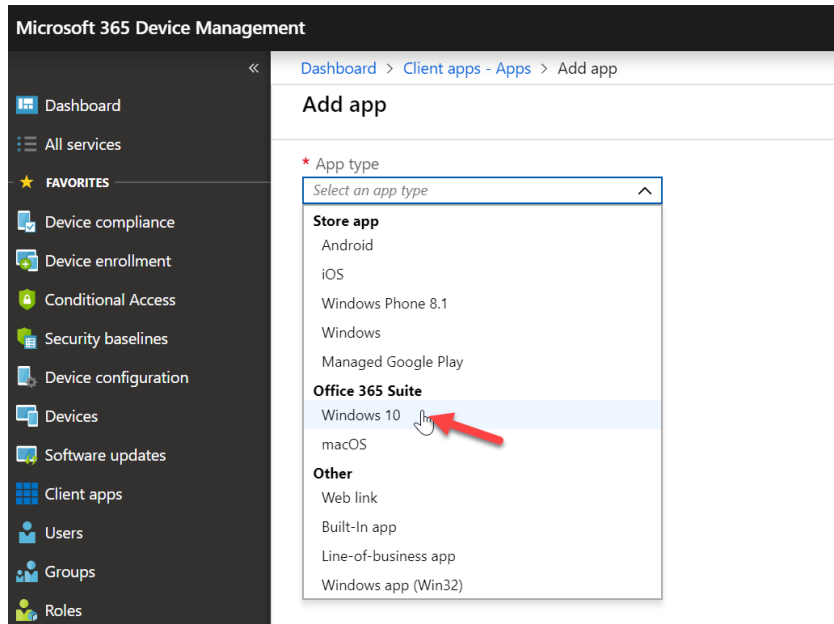 Microsoft 365 Device Management
«
Dashboard
All services
FAVORITES
Device compliance
Device enrollment
Conditional Access
Security baselines
Device configuration
Devices
Software updates
Client apps
Users
Groups
Roles
Dashboard > Client apps - Apps > Add app
Add app
* App type
Select an app type
Store app
Android
iOS
Windows Phone 8.1
Windows
Managed Google Play
Office 365 Suite
Windows 10
macOS
Other
Web link
Built-In app
Line-of-business app
Windows app (Win32)